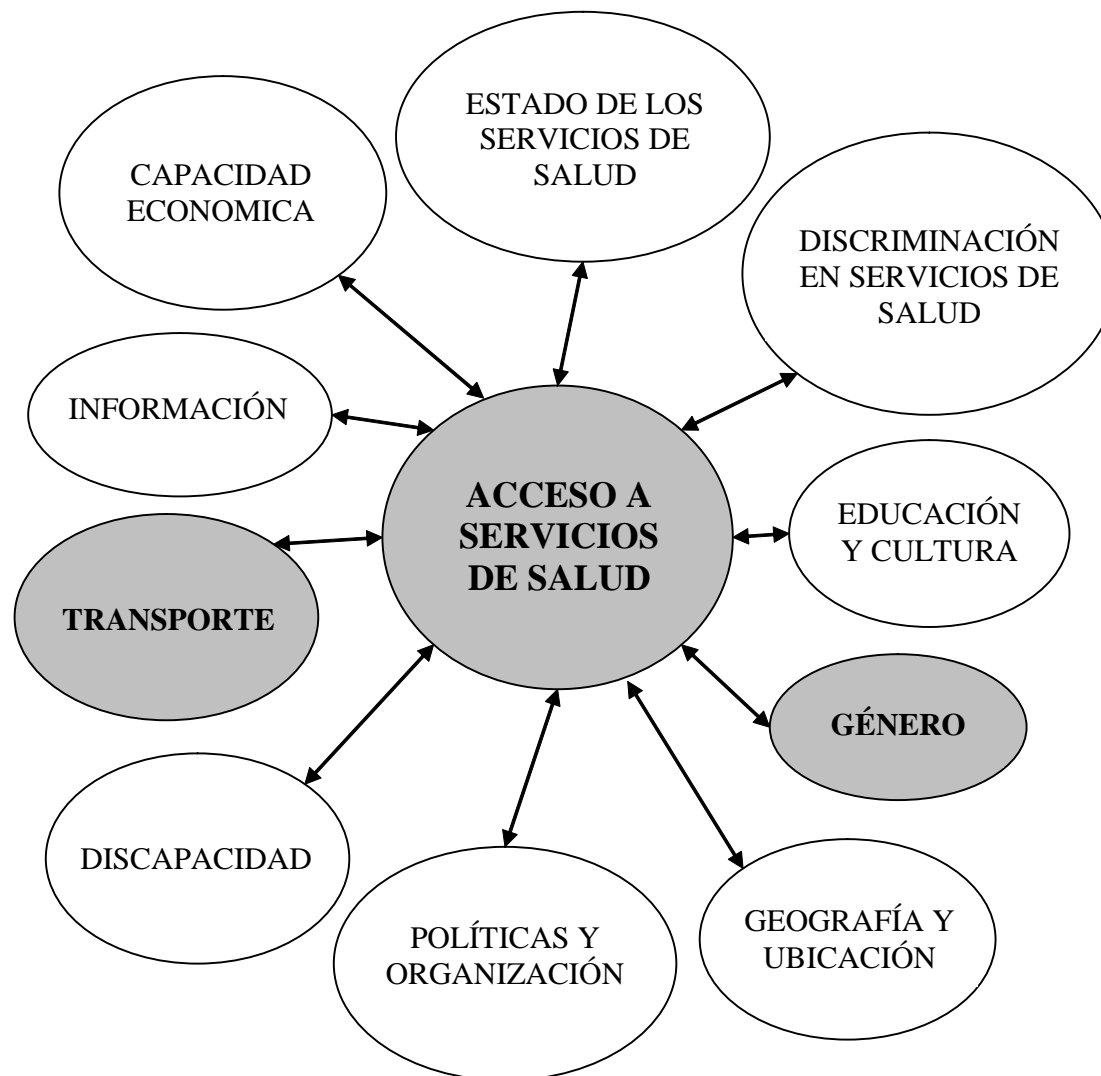 ESTADO DE LOS
SERVICIOS DE
SALUD
CAPACIDAD
ECONOMICA
DISCRIMINACIÓN
EN SERVICIOS DE
SALUD
INFORMACIÓN
ACCESO A
SERVICIOS
DE SALUD
EDUCACIÓN
Y CULTURA
TRANSPORTE
GÉNERO
DISCAPACIDAD
POLÍTICAS Y
ORGANIZACIÓN
GEOGRAFÍA Y
UBICACIÓN